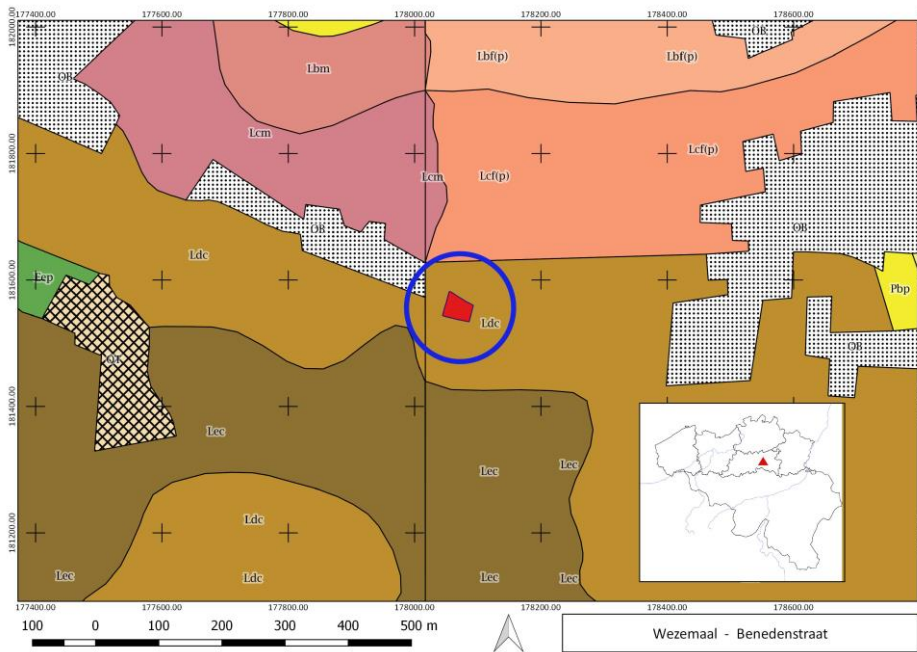 177400.00 177600.00 177800.00 178000.00 178200.00 178400.00 178600.00
182000.00
OB
Lbm
Lbf(p) Lbf(p)
OB
Lcm
Lcf(p)
181800.00
Lcm
Lcf(p)
OB
OB
Ldc
181600.00
Eep
Pbp
Ldc
OT
OB
181400.00
Lec
Lec
Lec
Ldc
181200.00
Lec
Ldc
Lec
Lec
177400.00 177600.00 177800.00 178000.00 178200.00 178400.00 178600.00
100 0 100 200 300 400 500 m
Wezemaal - Benedenstraat